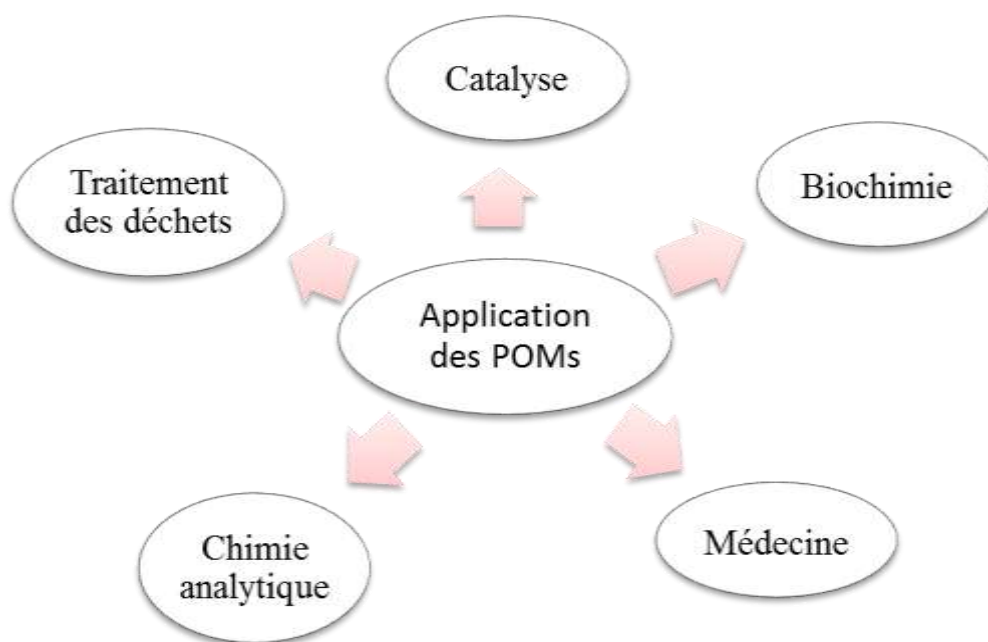 Catalyse
Traitement
des déchets
Biochimie
Application
des POMs
Chimie
analytique
Médecine